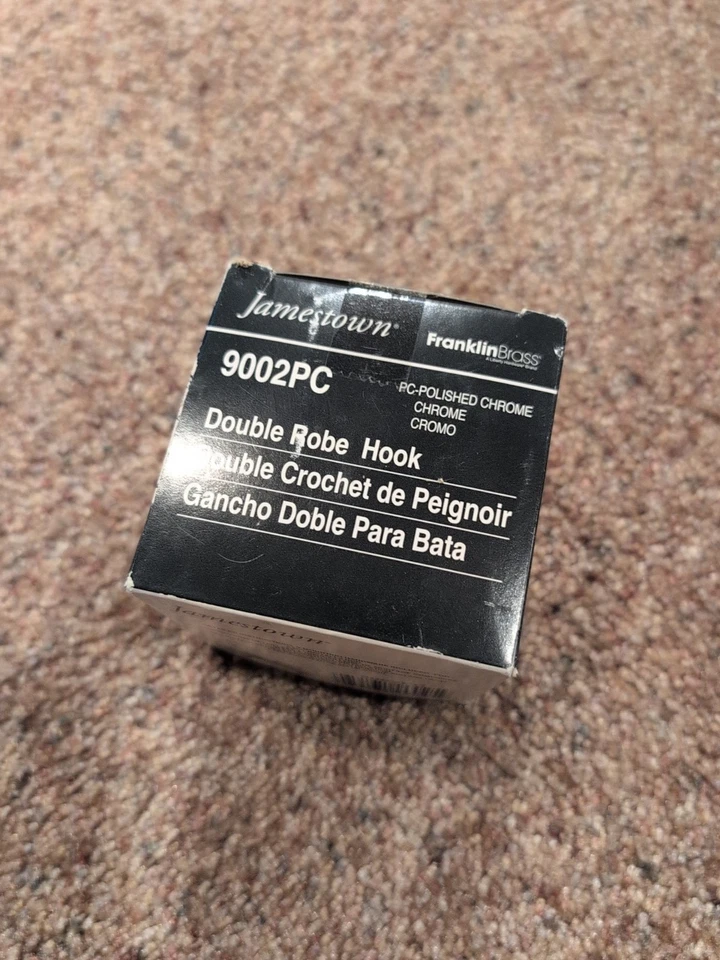 Jamestown®
FranklinBrass
9002PC
PC-POLISHED CHROME
CHROME
CROMO
Double Robe Hook
Double Crochet de Peignoir
Gancho Doble Para Bata
Jamestown